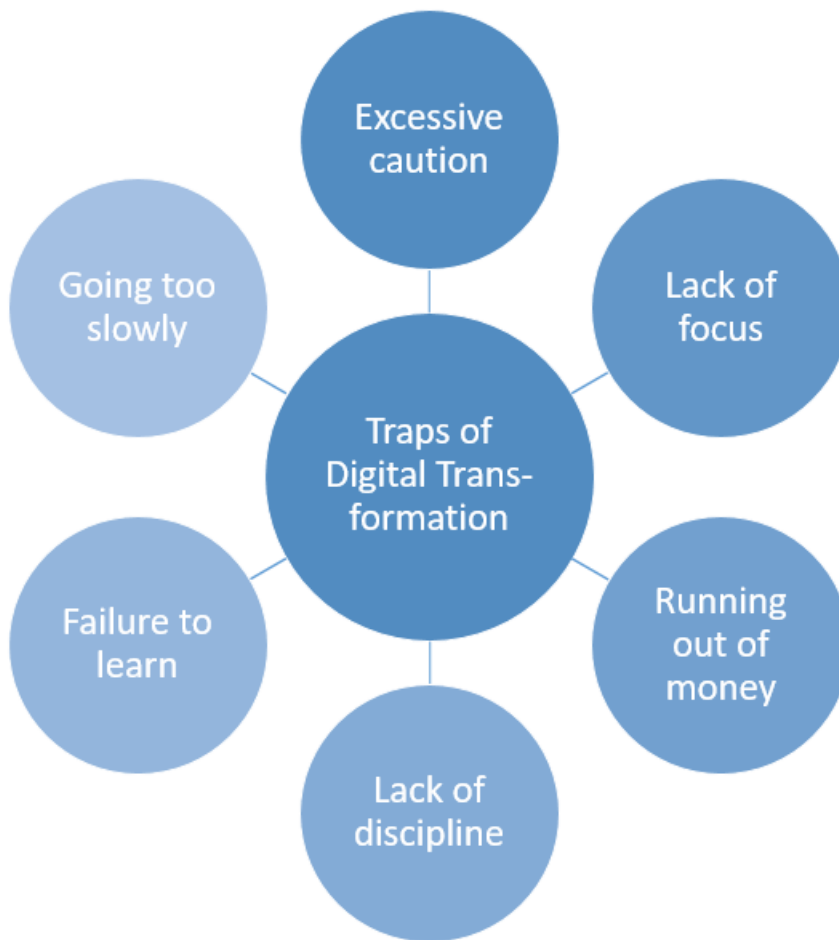 Excessive
caution
Going too
slowly
Lack of
focus
Traps of
Digital Trans-
formation
Failure to
learn
Running
out of
money
Lack of
discipline